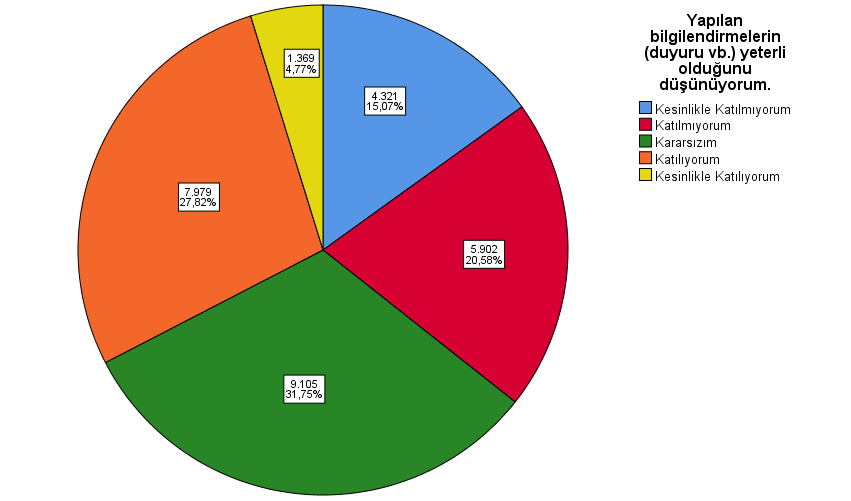 Yapılan
bilgilendirmelerin
(duyuru vb.) yeterli
olduğunu
düşünüyorum.
Kesinlikle Katılmıyorum
Katılmıyorum
Kararsızım
Katılıyorum
Kesinlikle Katılıyorum
1.369
4,77%
4.321
15,07%
7.979
27,82%
5.902
20,58%
9.105
31,75%